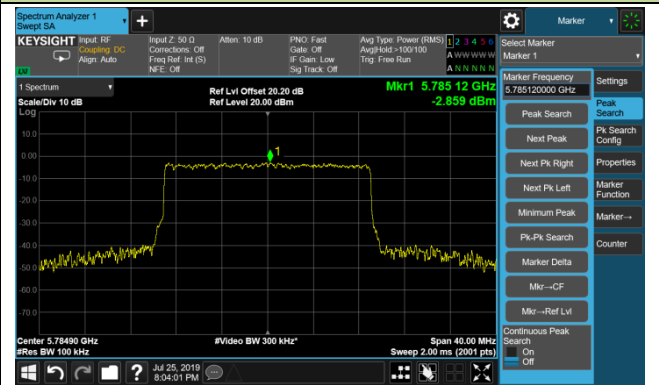 Spectrum Analyzer 1
Swept SA
Marker
KEYSIGHT
Input: RF
Coupling: DC
Align: Auto
Input Z: 50 Ω
Corrections: Off
Freq Ref: Int (S)
NFE: Off
Atten: 10 dB
PNO: Fast
Gate: Off
IF Gain: Low
Sig Track: Off
Avg Type: Power (RMS)
Avg|Hold:>100/100
Trig: Free Run
1 2 3 4 5 6
A W W W W W
A N N N N N
LVI
Select Marker
Marker 1
1 Spectrum
Scale/Div 10 dB
Log
Ref Lvl Offset 20.20 dB
Ref Level 20.00 dBm
Mkr1 5.785 12 GHz
-2.859 dBm
10.0
0.00
-10.0
-20.0
-30.0
-40.0
-50.0
-60.0
-70.0
1
Center 5.78490 GHz
#Res BW 100 kHz
#Video BW 300 kHz*
Span 40.00 MHz
Sweep 2.00 ms (2001 pts)
Marker Frequency
5.785120000 GHz
Peak Search
Next Peak
Next Pk Right
Next Pk Left
Minimum Peak
Pk-Pk Search
Marker Delta
Mkr→CF
Mkr→Ref Lvl
Continuous Peak
Search
On
Off
Settings
Peak
Search
Pk Search
Config
Properties
Marker
Function
Marker→
Counter
?
Jul 25, 2019
8:04:01 PM